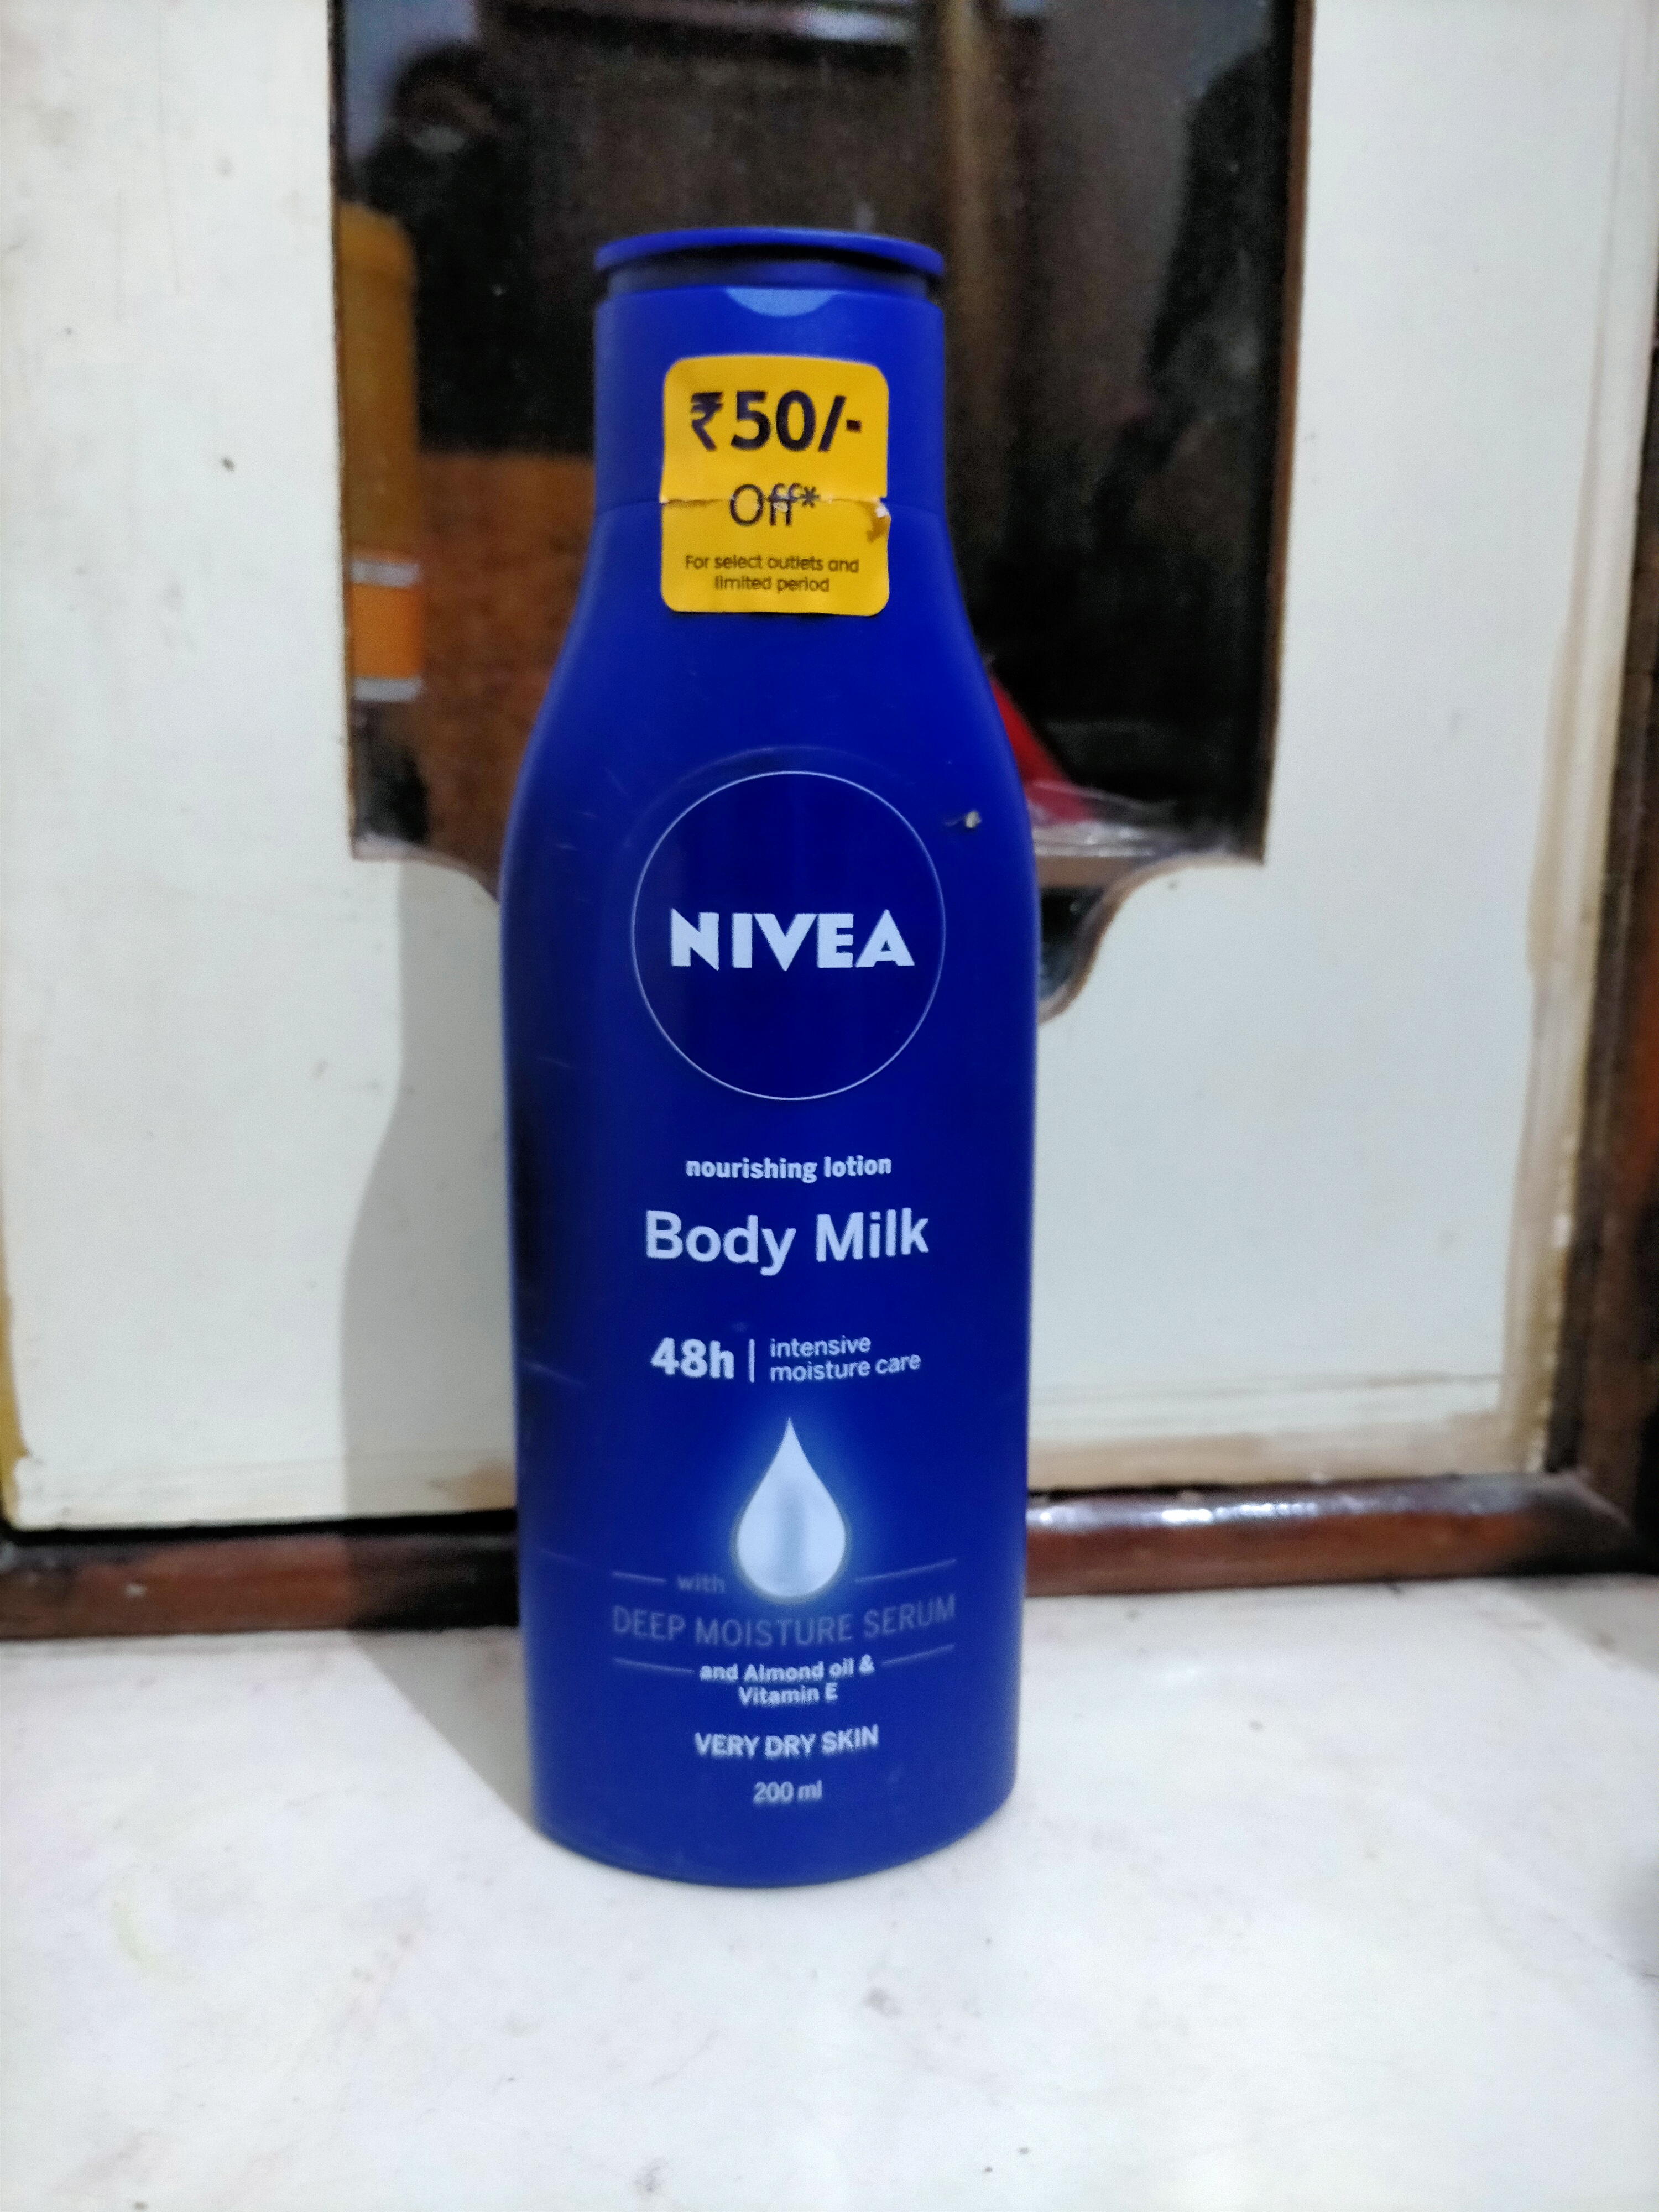 ₹50/-
Off*
For select outlets and
limited period
NIVEA
nourishing lotion
Body Milk
48h | intensive
moisture care
with
DEEP MOISTURE SERUM
and Almond oil &
Vitamin E
VERY DRY SKIN
200 ml